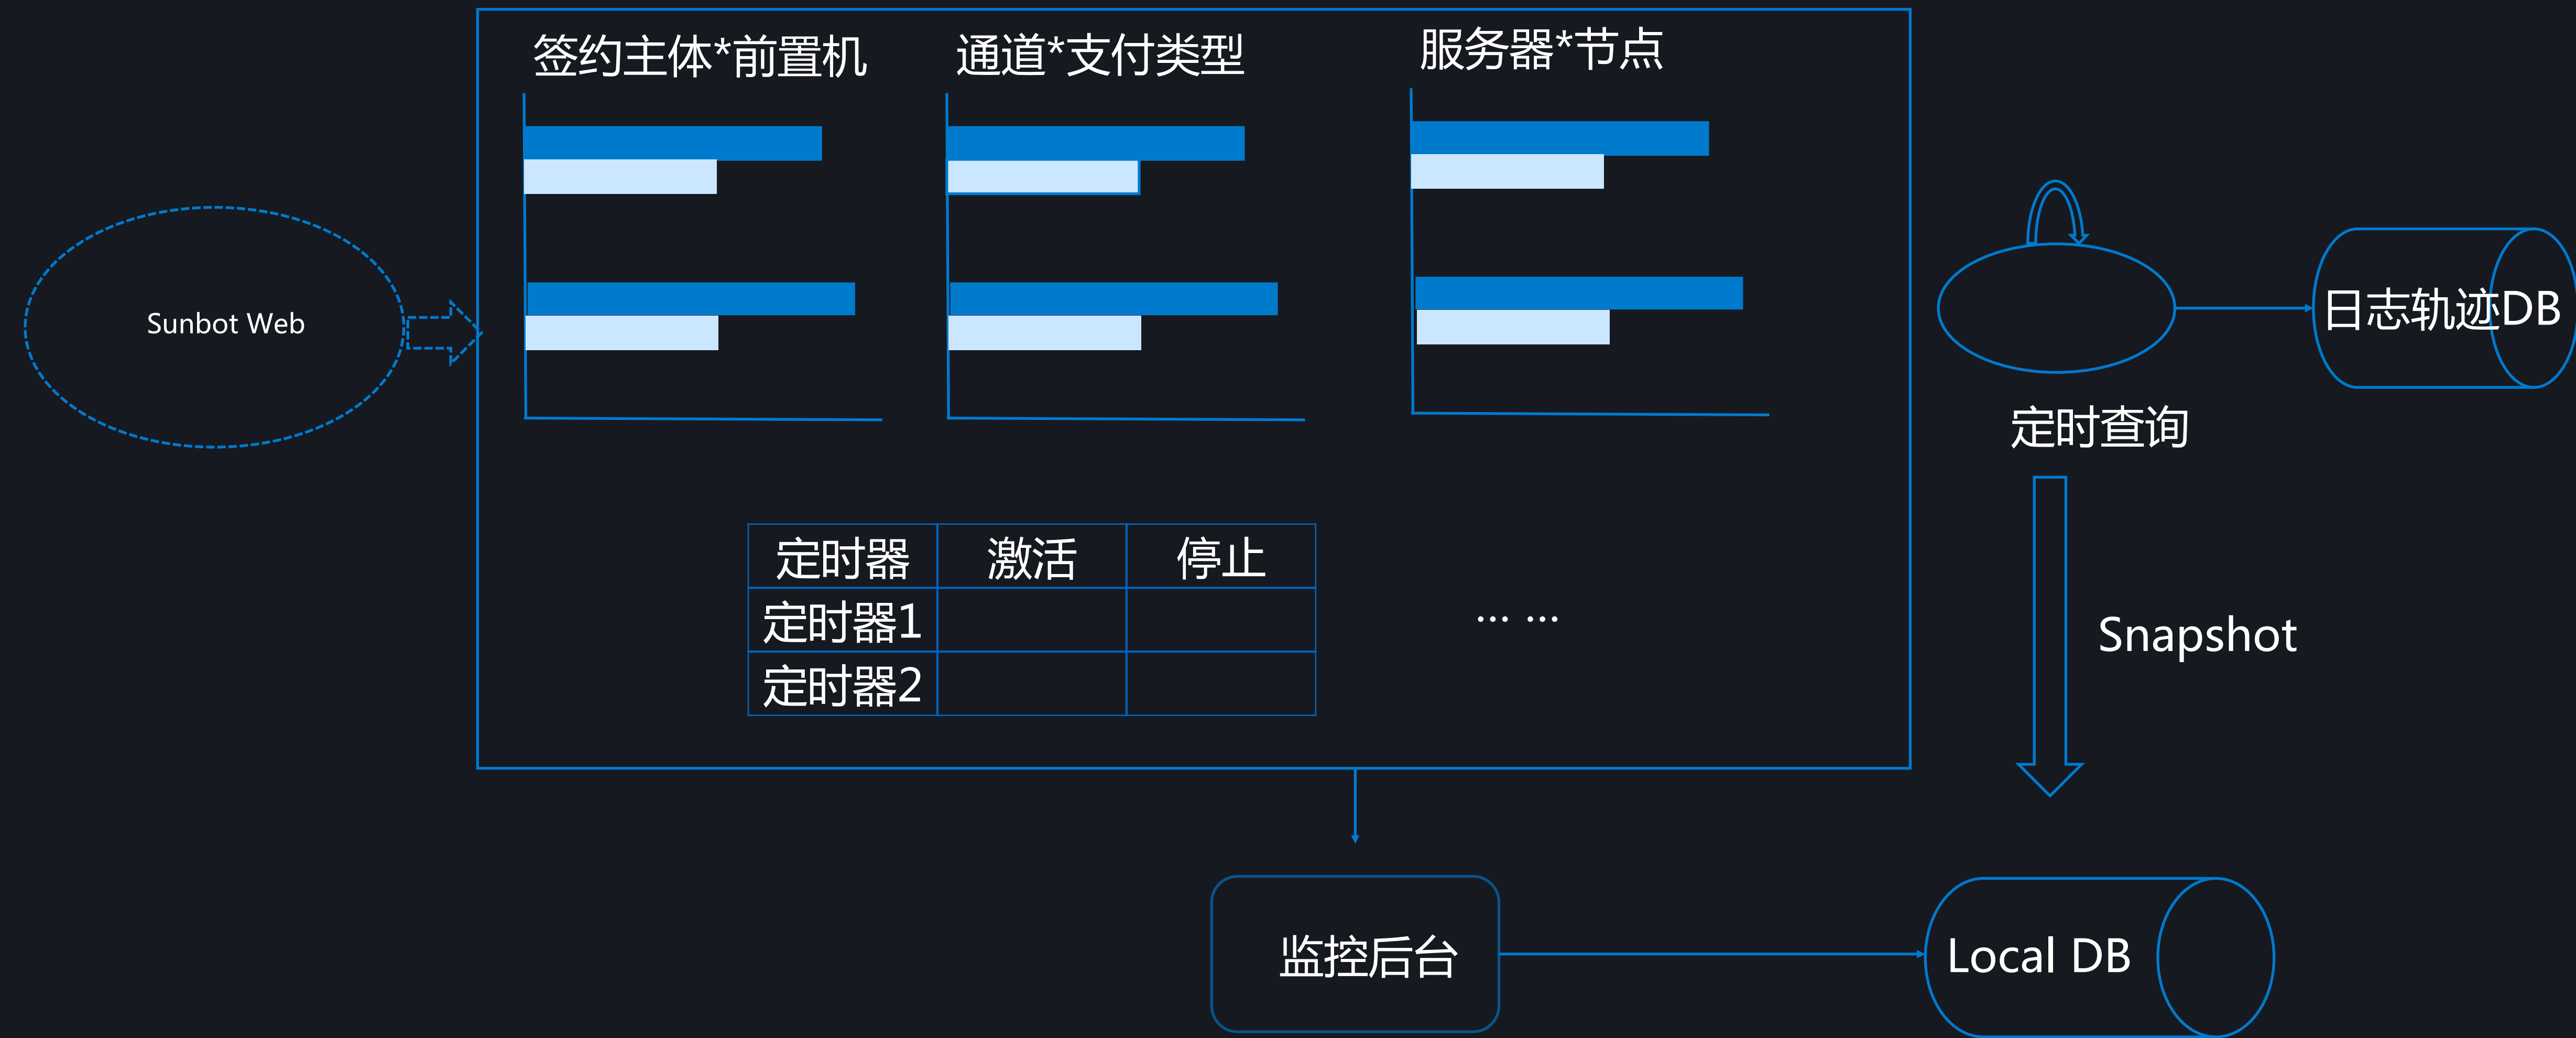 签约主体*前置机
通道*支付类型
服务器*节点
Sunbot Web
日志轨迹DB
定时查询
定时器 激活 停止
定时器1
定时器2
... ...
Snapshot
监控后台
Local DB